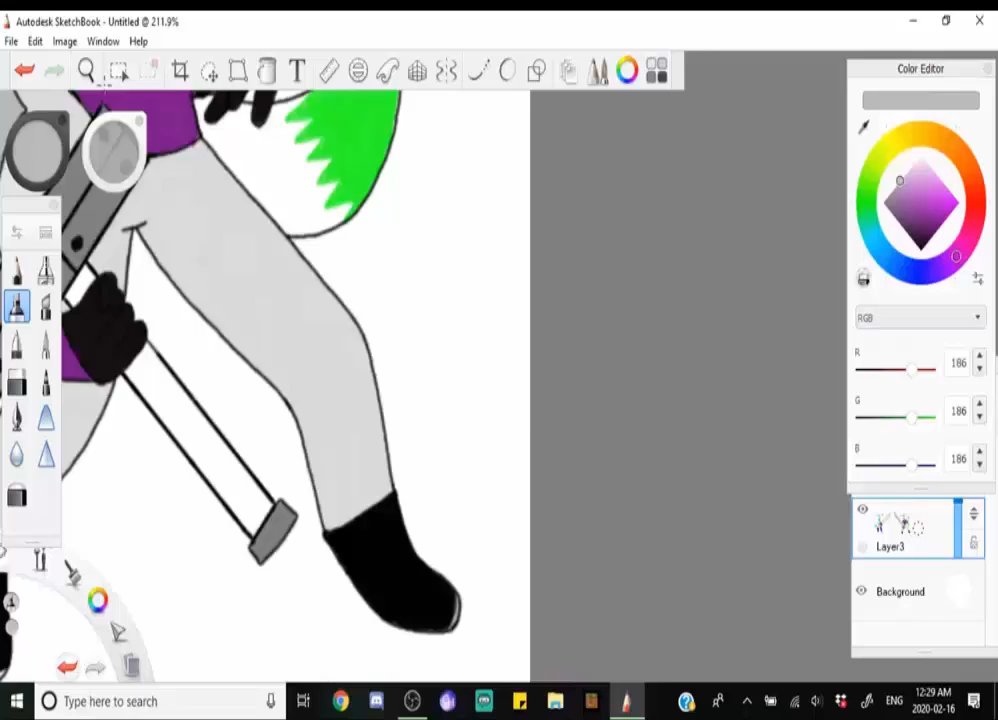 Autodesk SketchBook - Untitled @ 211.9%
File Edit Image Window Help
T
Color Editor
RGB
R 186
G 186
B 186
Layer3
Background
1
Type here to search
ENG
12:29 AM
2020-02-16